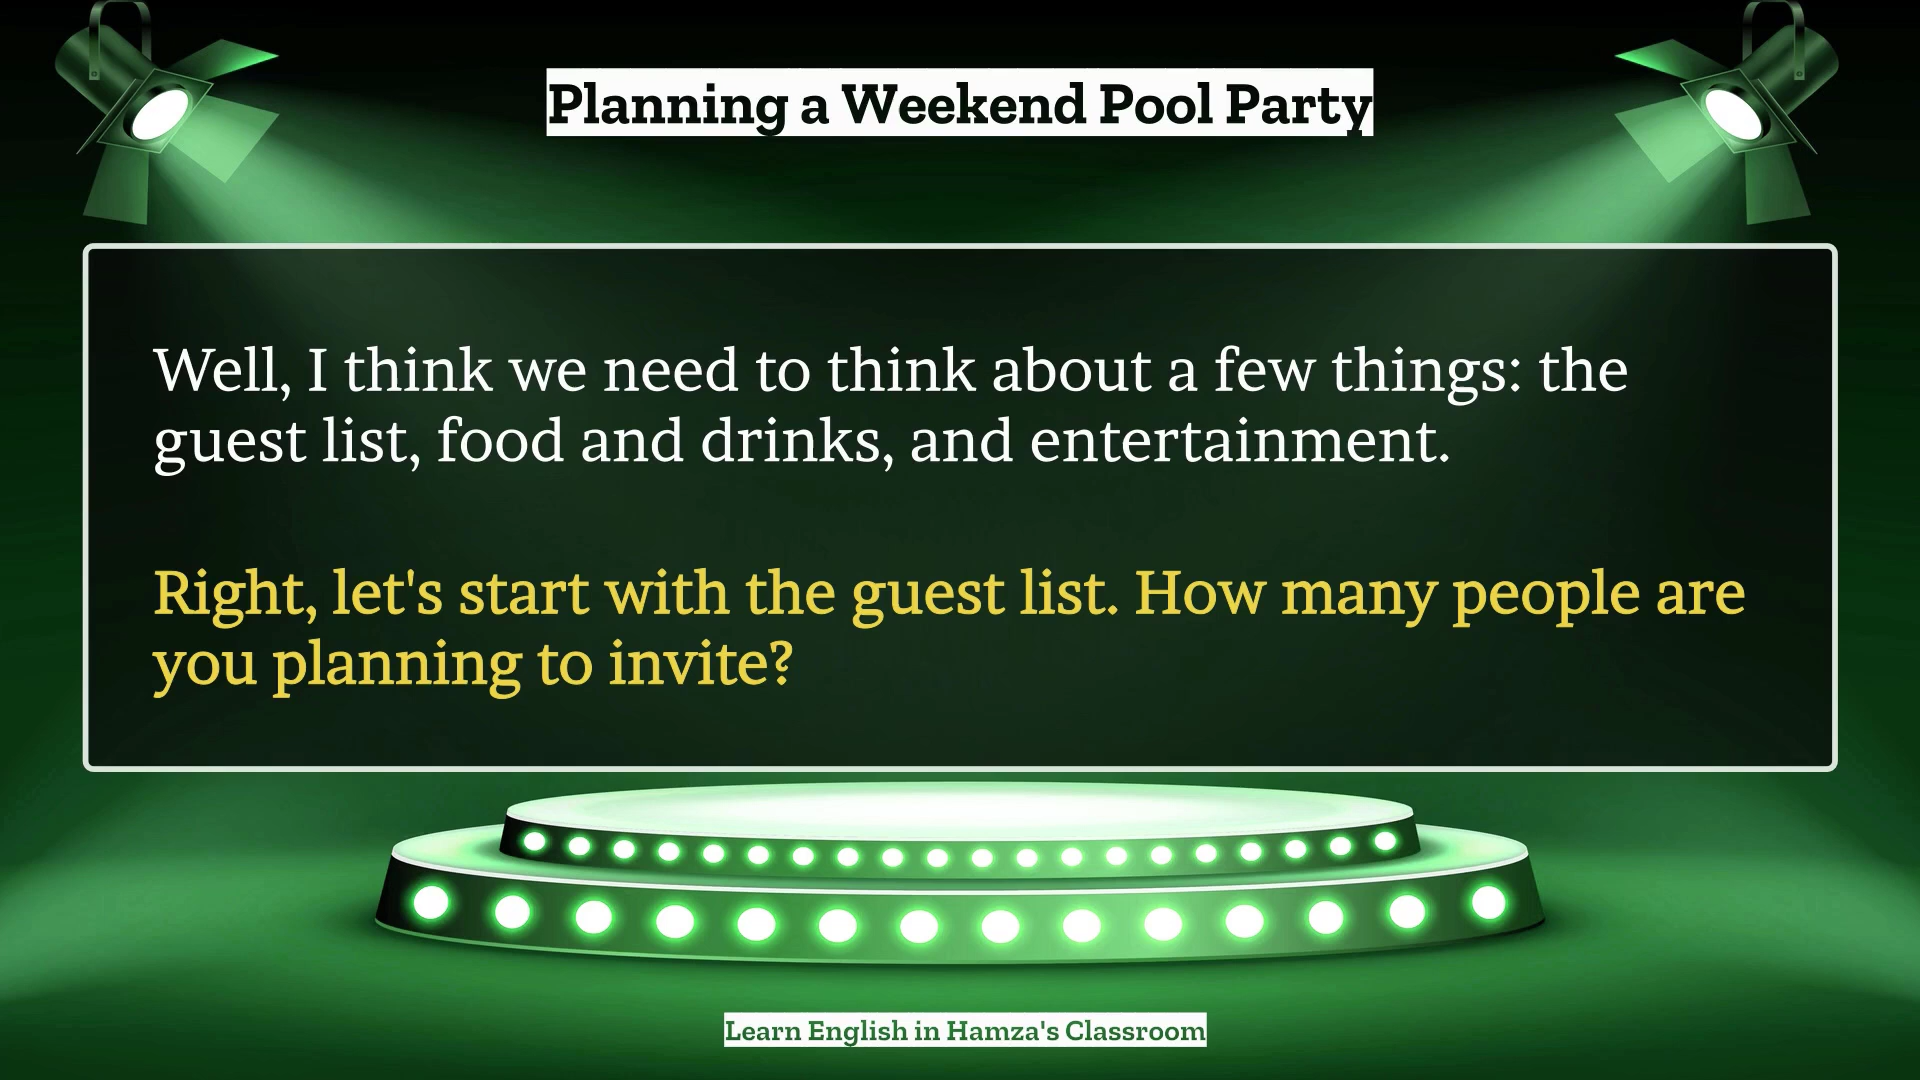 Planning a Weekend Pool Party
Well, I think we need to think about a few things: the
guest list, food and drinks, and entertainment.
Right, let's start with the guest list. How many people are
you planning to invite?
Learn English in Hamza's Classroom